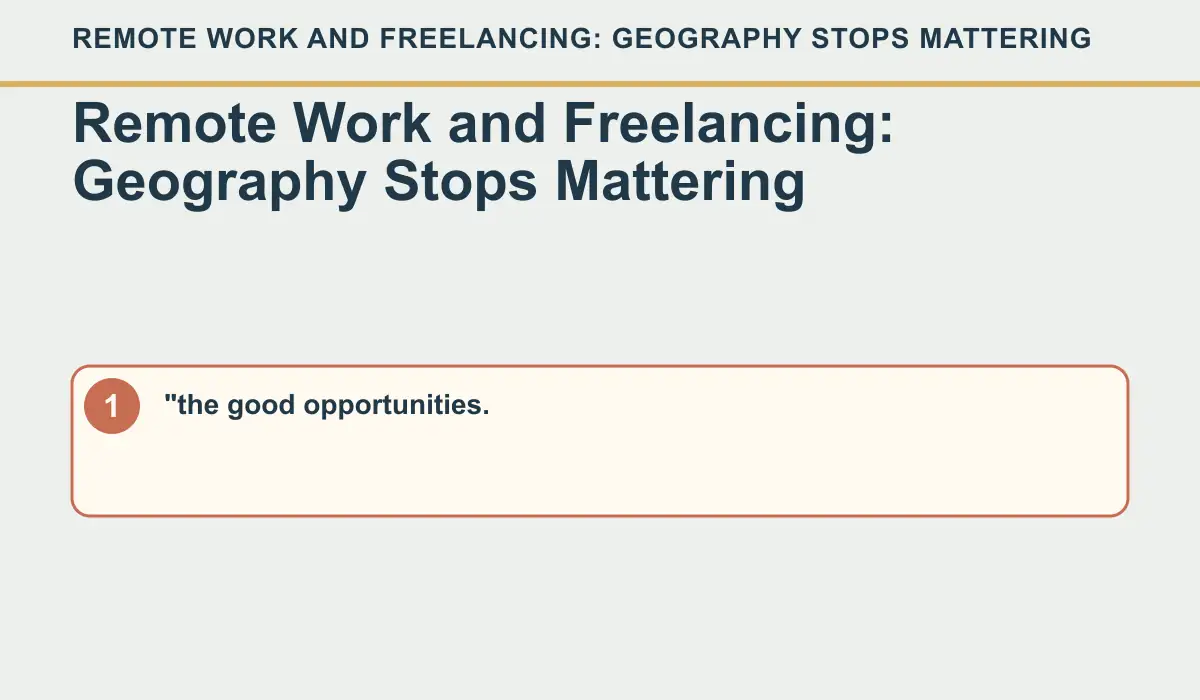 REMOTE WORK AND FREELANCING: GEOGRAPHY STOPS MATTERING
Remote Work and Freelancing:
Geography Stops Mattering
1
"the good opportunities.